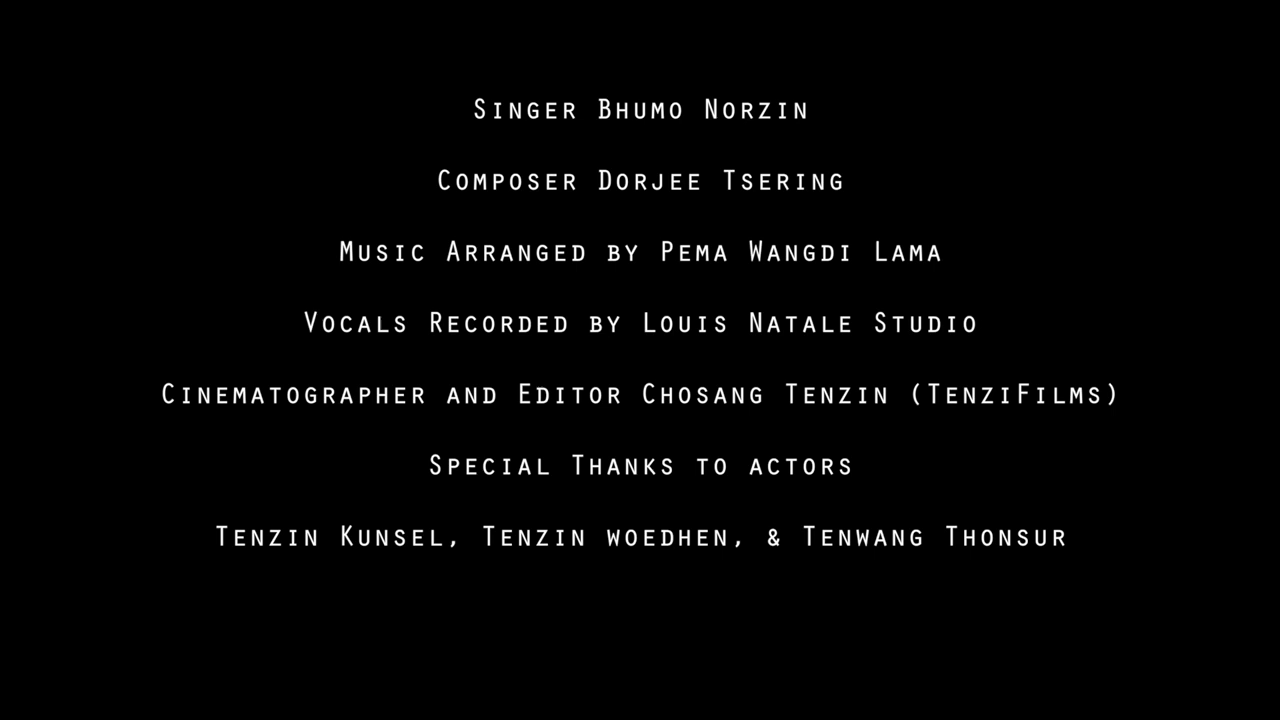 Singer Bhumo Norzin
Composer Dorjee Tsering
Music Arranged by Pema Wangdi Lama
Vocals Recorded by Louis Natale Studio
Cinematographer and Editor Chosang Tenzin (TenziFilms)
Special Thanks to actors
Tenzin Kunsel, Tenzin woedhen, & Tenwang Thonsur